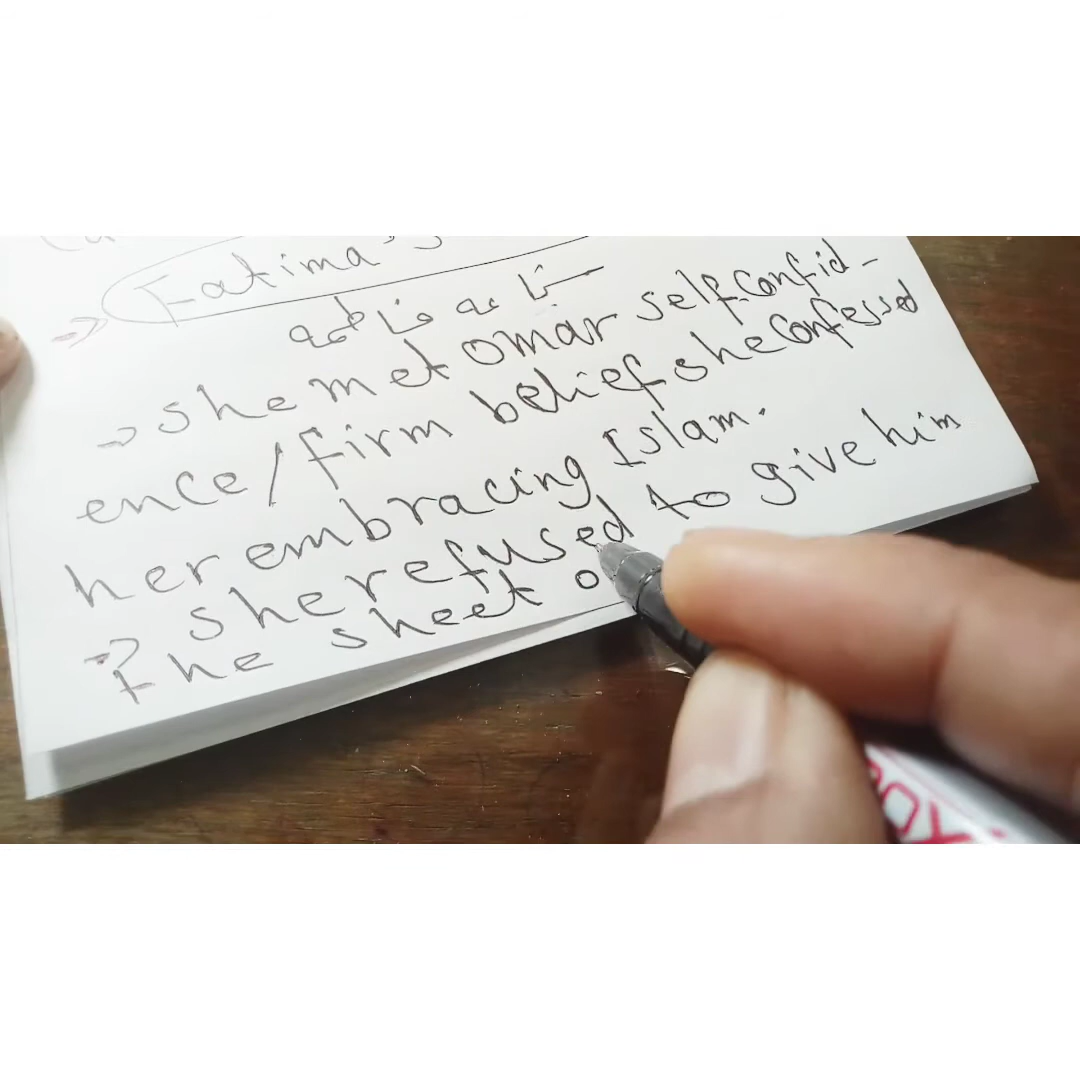 → Fatima's
شجاعة فاطمة
→ she met omar self confid-
ence/firm belief she confessed
her embracing Islam.
→ she refused to give him
the sheet o